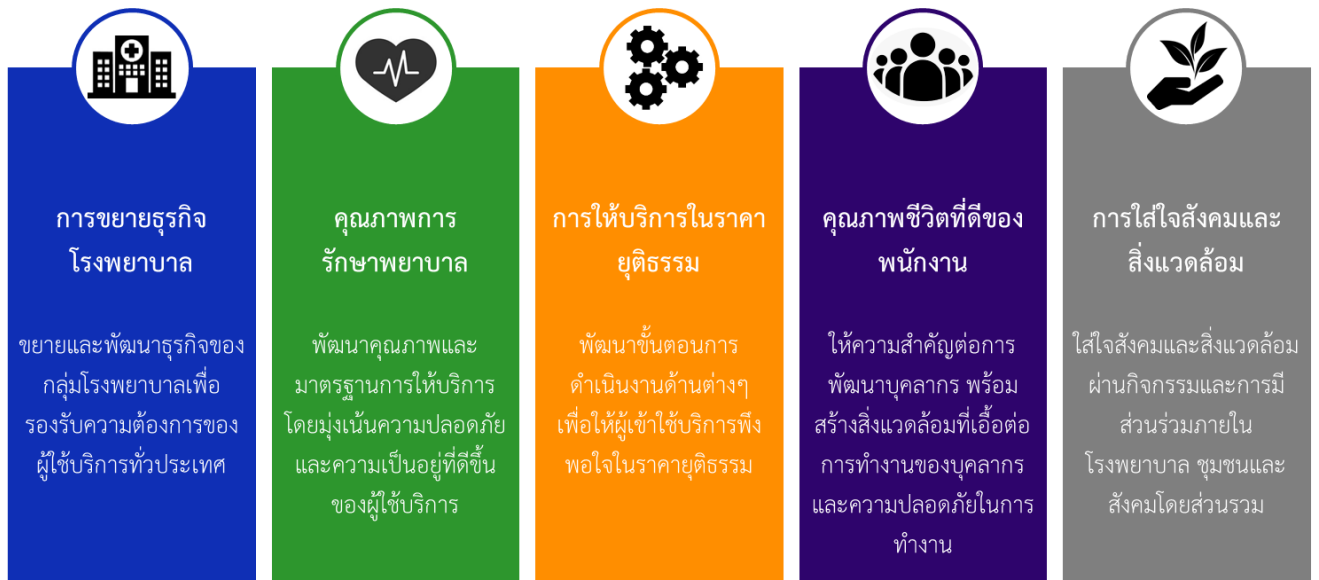 การขยายธุรกิจ
โรงพยาบาล
ขยายและพัฒนาธุรกิจของ
กลุ่มโรงพยาบาลเพื่อ
รองรับความต้องการของ
ผู้ใช้บริการทั่วประเทศ
คุณภาพการ
รักษาพยาบาล
พัฒนาคุณภาพและ
มาตรฐานการให้บริการ
โดยมุ่งเน้นความปลอดภัย
และความเป็นอยู่ที่ดีขึ้น
ของผู้ใช้บริการ
การให้บริการในราคา
ยุติธรรม
พัฒนาขั้นตอนการ
ดำเนินงานด้านต่างๆ
เพื่อให้ผู้เข้าใช้บริการพึง
พอใจในราคายุติธรรม
คุณภาพชีวิตที่ดีของ
พนักงาน
ให้ความสำคัญต่อการ
พัฒนาบุคลากร พร้อม
สร้างสิ่งแวดล้อมที่เอื้อต่อ
การทำงานของบุคลากร
และความปลอดภัยในการ
ทำงาน
การใส่ใจสังคมและ
สิ่งแวดล้อม
ใส่ใจสังคมและสิ่งแวดล้อม
ผ่านกิจกรรมและการมี
ส่วนร่วมภายใน
โรงพยาบาล ชุมชนและ
สังคมโดยส่วนรวม